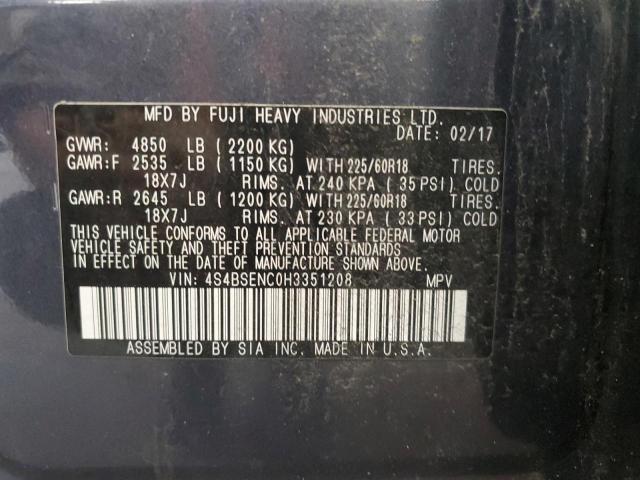 MFD BY FUJI HEAVY INDUSTRIES LTD.
DATE: 02/17
GVWR: 4850 LB (2200 KG)
GAWR:F 2535 LB (1150 KG) WITH 225/60R18 TIRES.
18X7J RIMS. AT 240 KPA (35 PSI) COLD
GAWR:R 2645 LB (1200 KG) WITH 225/60R18 TIRES.
18X7J RIMS. AT 230 KPA (33 PSI) COLD
THIS VEHICLE CONFORMS TO ALL APPLICABLE FEDERAL MOTOR
VEHICLE SAFETY AND THEFT PREVENTION STANDARDS
IN EFFECT ON THE DATE OF MANUFACTURE SHOWN ABOVE.
VIN: 4S4BSENC0H3351208 MPV
ASSEMBLED BY SIA INC. MADE IN U.S.A.